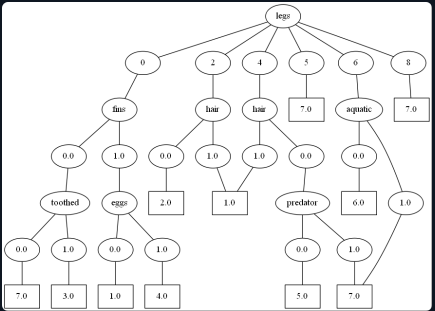 legs
0 2 4 5 6 8
fins hair hair 7.0 aquatic 7.0
0.0 1.0 0.0 1.0 1.0 0.0 0.0
toothed eggs 2.0 1.0 predator 6.0 1.0
0.0 1.0 0.0 1.0 0.0 1.0
7.0 3.0 1.0 4.0 5.0 7.0